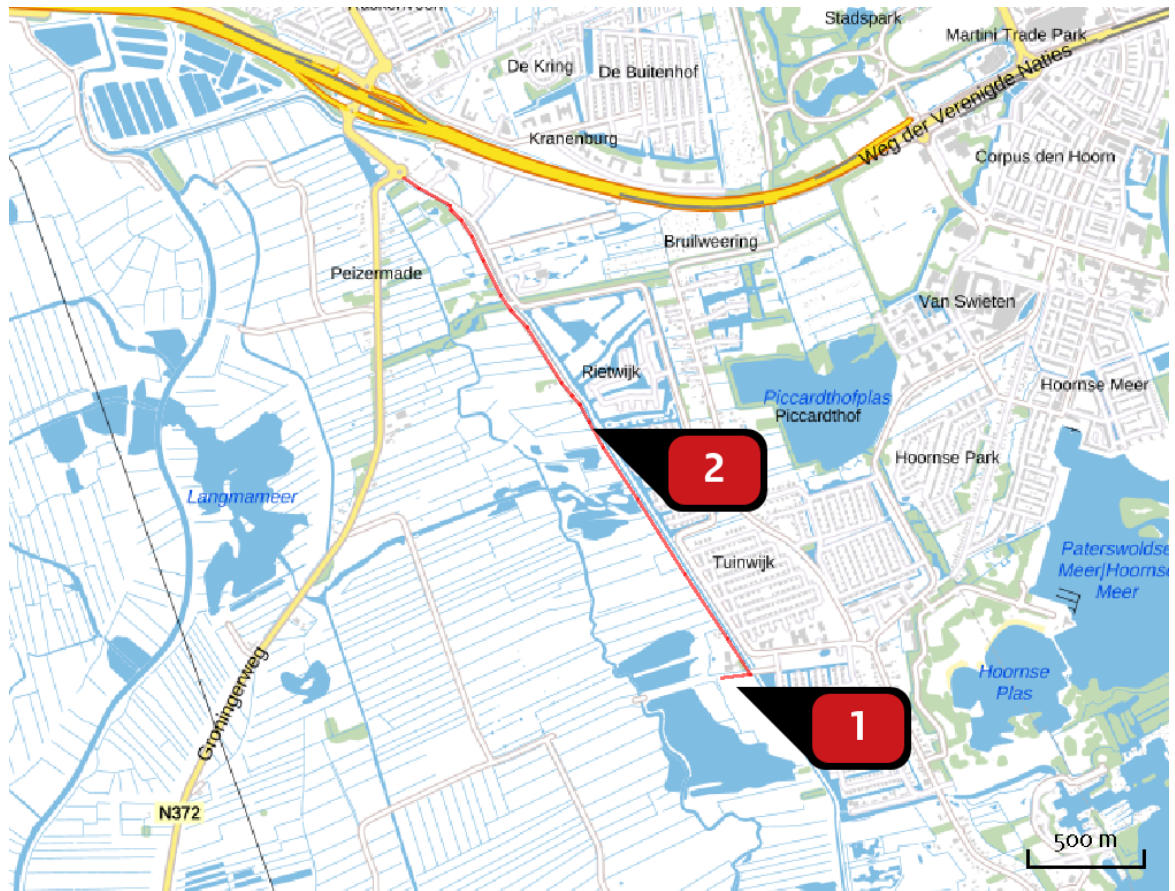 Stadspark
Martini Trade Park
De Kring
De Buitenhof
Weg der Verenigde Naties
Kranenburg
Corpus den Hoorn
Bruilweering
Peizermade
Van Swieten
Rietwijk
Hoornse Meer
Piccardthofplas
Piccardthof
Hoornse Park
2
Langmameer
Paterswoldse
Meer|Hoornse
Meer
Tuinwijk
Hoornse
Plas
Groningerweg
1
N372
500 m